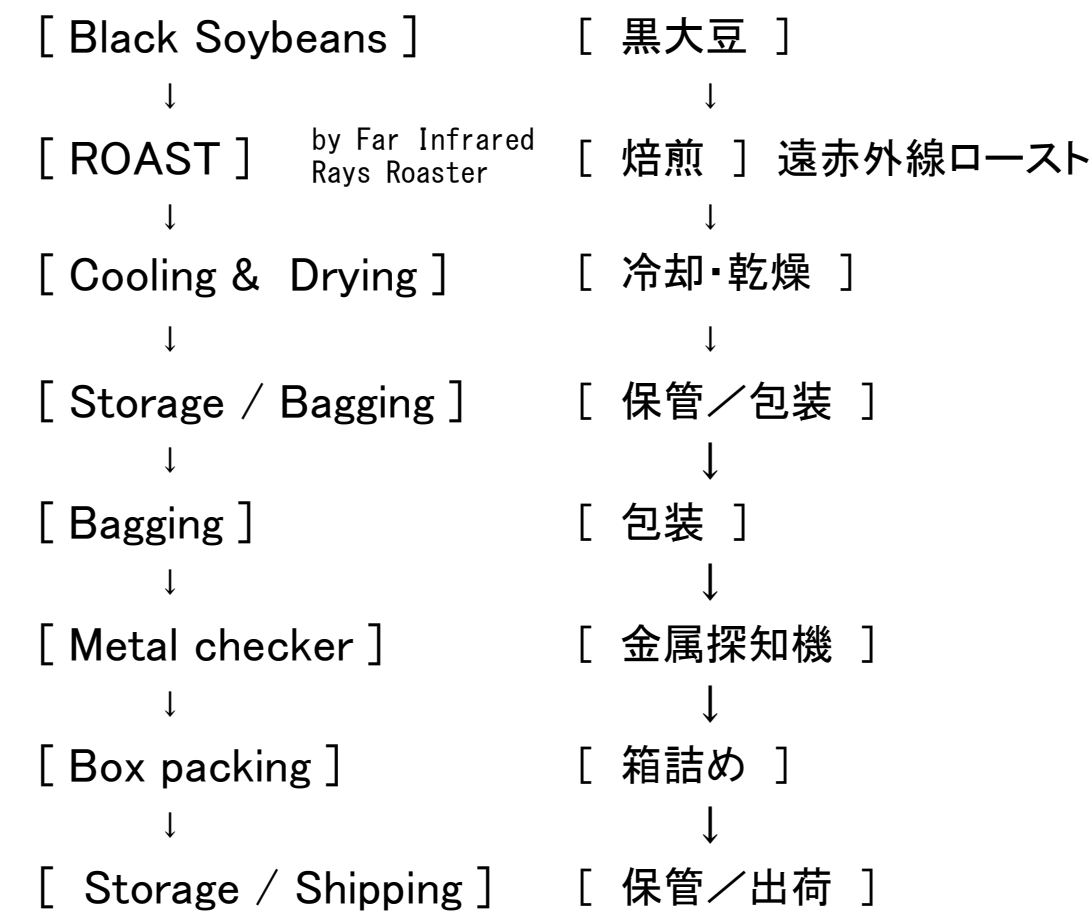 [ Black Soybeans ] [ 黒大豆 ]
↓ ↓
[ ROAST ] by Far Infrared Rays Roaster [ 焙煎 ] 遠赤外線ロースト
↓ ↓
[ Cooling & Drying ] [ 冷却・乾燥 ]
↓ ↓
[ Storage / Bagging ] [ 保管／包装 ]
↓ ↓
[ Bagging ] [ 包装 ]
↓ ↓
[ Metal checker ] [ 金属探知機 ]
↓ ↓
[ Box packing ] [ 箱詰め ]
↓ ↓
[ Storage / Shipping ] [ 保管／出荷 ]